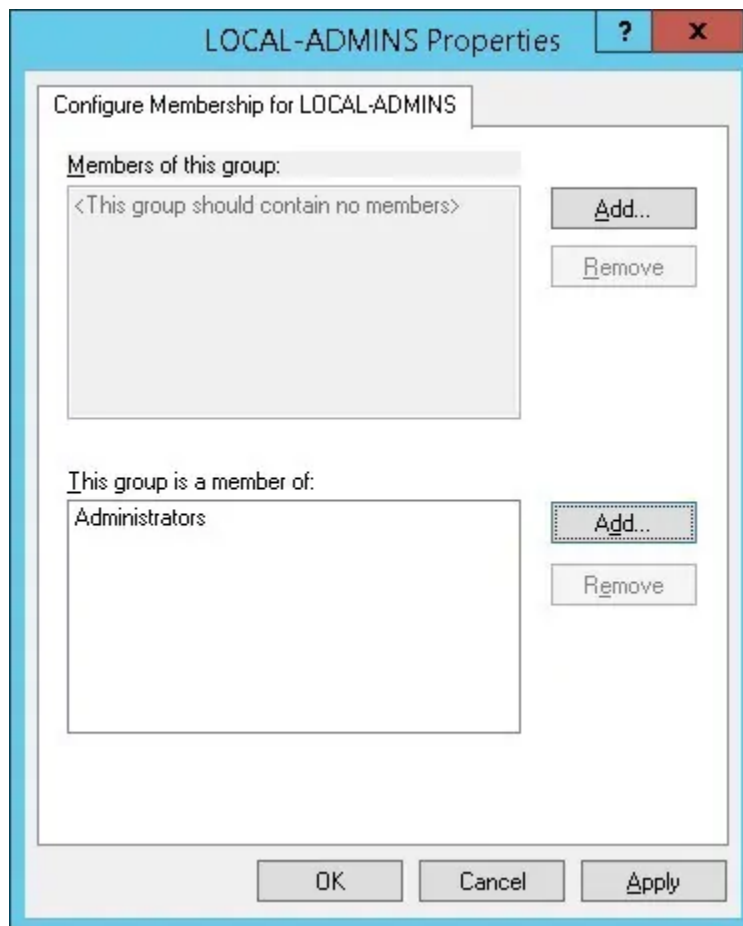 LOCAL-ADMINS Properties
?
x
Configure Membership for LOCAL-ADMINS
Members of this group:
<This group should contain no members>
Add...
Remove
This group is a member of:
Administrators
Add...
Remove
OK
Cancel
Apply